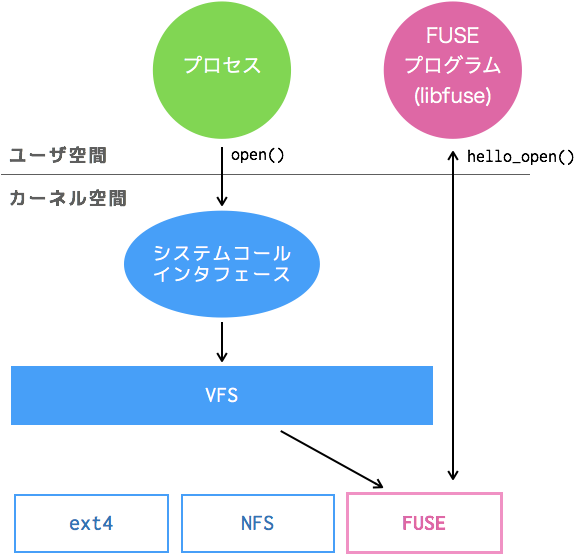 プロセス
FUSE
プログラム
(libfuse)
ユーザ空間
open()
hello_open()
カーネル空間
システムコール
インタフェース
VFS
ext4
NFS
FUSE